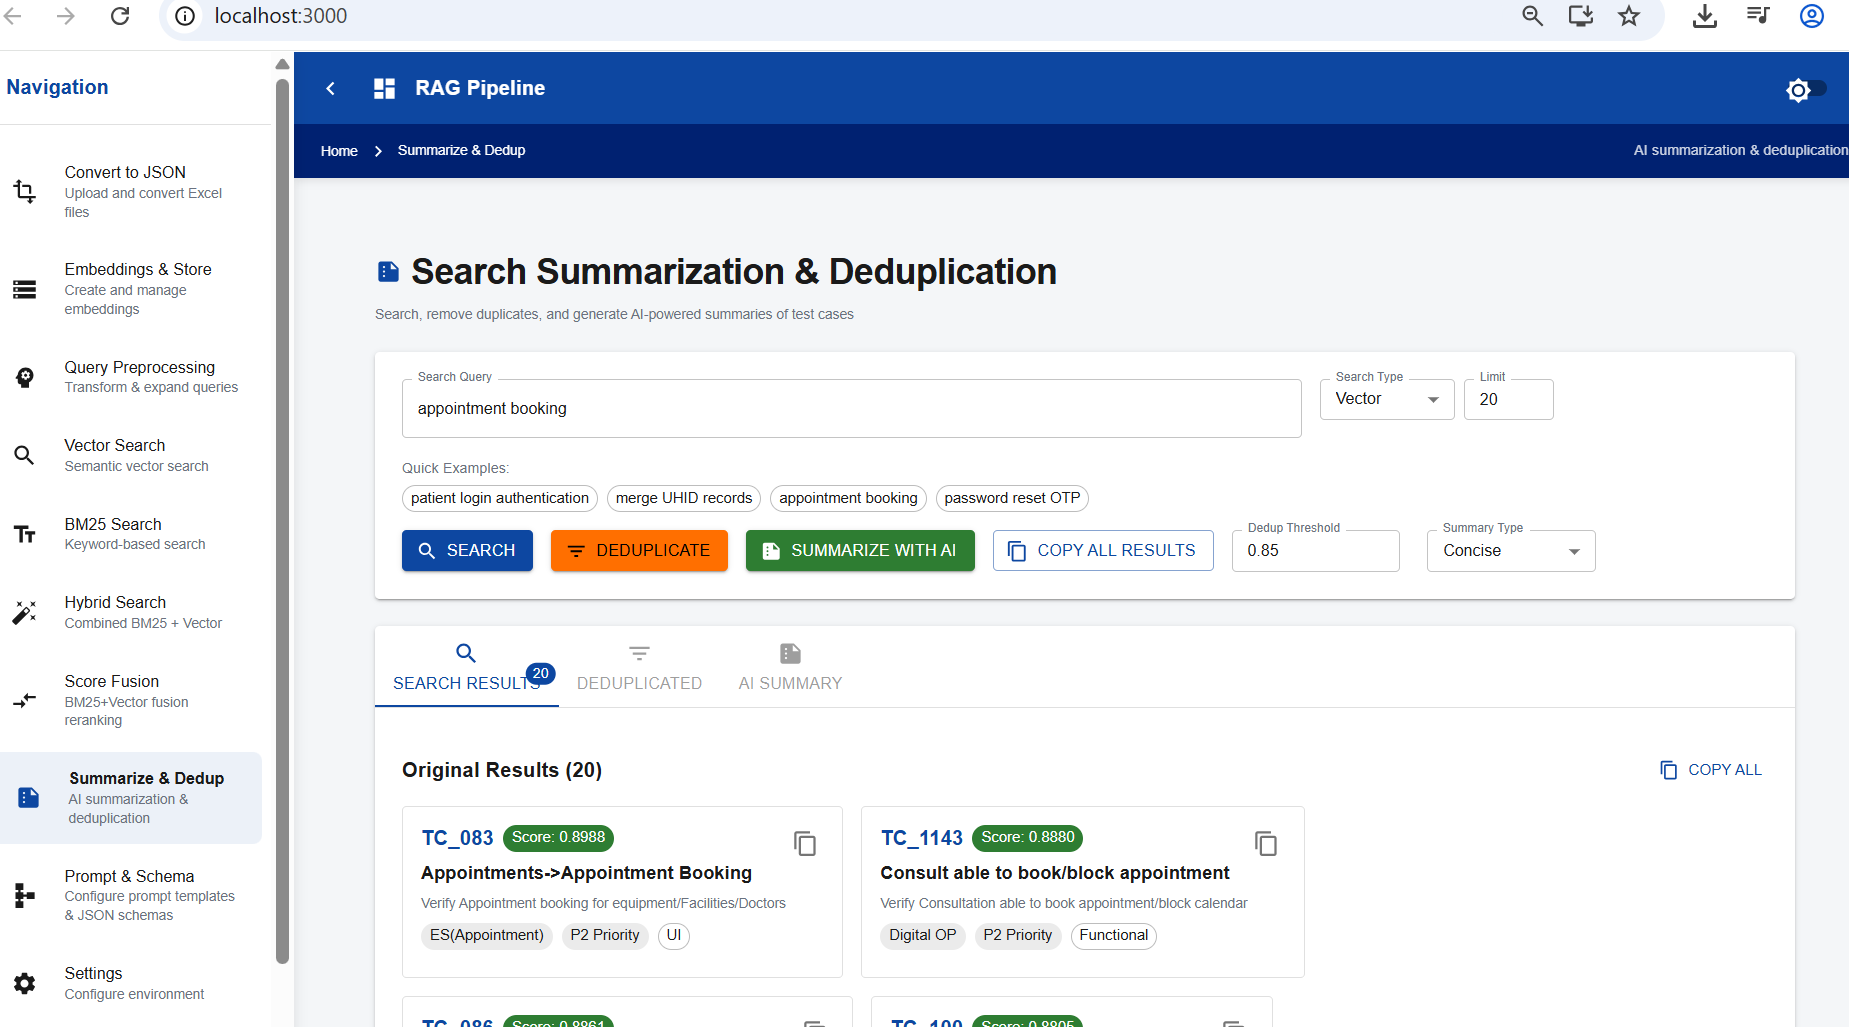 localhost:3000
Navigation
Convert to JSON
Upload and convert Excel
files
Embeddings & Store
Create and manage
embeddings
Query Preprocessing
Transform & expand queries
Vector Search
Semantic vector search
BM25 Search
Keyword-based search
Hybrid Search
Combined BM25 + Vector
Score Fusion
BM25+Vector fusion
reranking
Summarize & Dedup
AI summarization &
deduplication
Prompt & Schema
Configure prompt templates
& JSON schemas
Settings
Configure environment
RAG Pipeline
Home
Summarize & Dedup
AI summarization & deduplication
Search Summarization & Deduplication
Search, remove duplicates, and generate AI-powered summaries of test cases
Search Query
appointment booking
Search Type
Vector
Limit
20
Quick Examples:
patient login authentication
merge UHID records
appointment booking
password reset OTP
SEARCH
DEDUPLICATE
SUMMARIZE WITH AI
COPY ALL RESULTS
Dedup Threshold
0.85
Summary Type
Concise
SEARCH RESULTS
20
DEDUPLICATED
AI SUMMARY
Original Results (20)
COPY ALL
TC_083
Score: 0.8988
Appointments->Appointment Booking
Verify Appointment booking for equipment/Facilities/Doctors
ES(Appointment)
P2 Priority
UI
TC_1143
Score: 0.8880
Consult able to book/block appointment
Verify Consultation able to book appointment/block calendar
Digital OP
P2 Priority
Functional
TC_086
Score: 0.8861
TC_109
Score: 0.8805